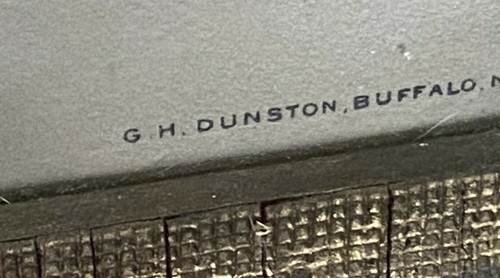 G. H. DUNSTON, BUFFALO, N